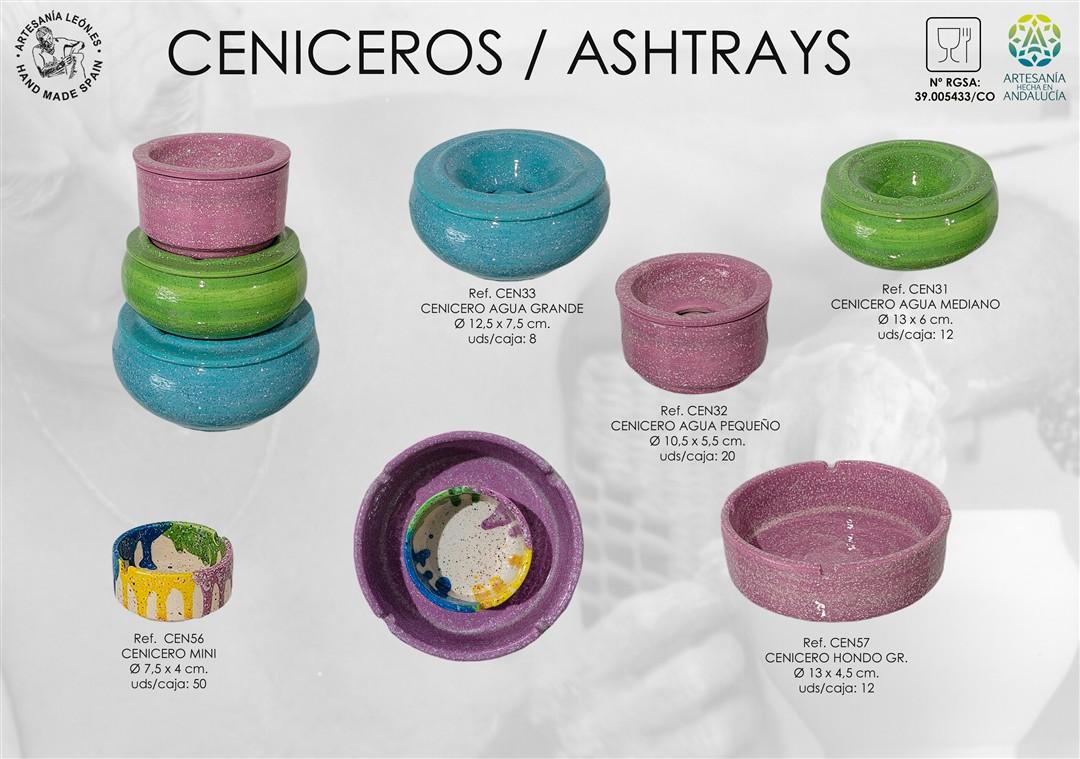 ARTESANÍA LEÓN.ES
HAND MADE SPAIN
CENICEROS / ASHTRAYS
Nº RGSA:
39.005433/CO
ARTESANÍA
HECHA EN
ANDALUCÍA
Ref. CEN33
CENICERO AGUA GRANDE
Ø 12,5 x 7,5 cm.
uds/caja: 8
Ref. CEN31
CENICERO AGUA MEDIANO
Ø 13 x 6 cm.
uds/caja: 12
Ref. CEN32
CENICERO AGUA PEQUEÑO
Ø 10,5 x 5,5 cm.
uds/caja: 20
Ref. CEN56
CENICERO MINI
Ø 7,5 x 4 cm.
uds/caja: 50
Ref. CEN57
CENICERO HONDO GR.
Ø 13 x 4,5 cm.
uds/caja: 12